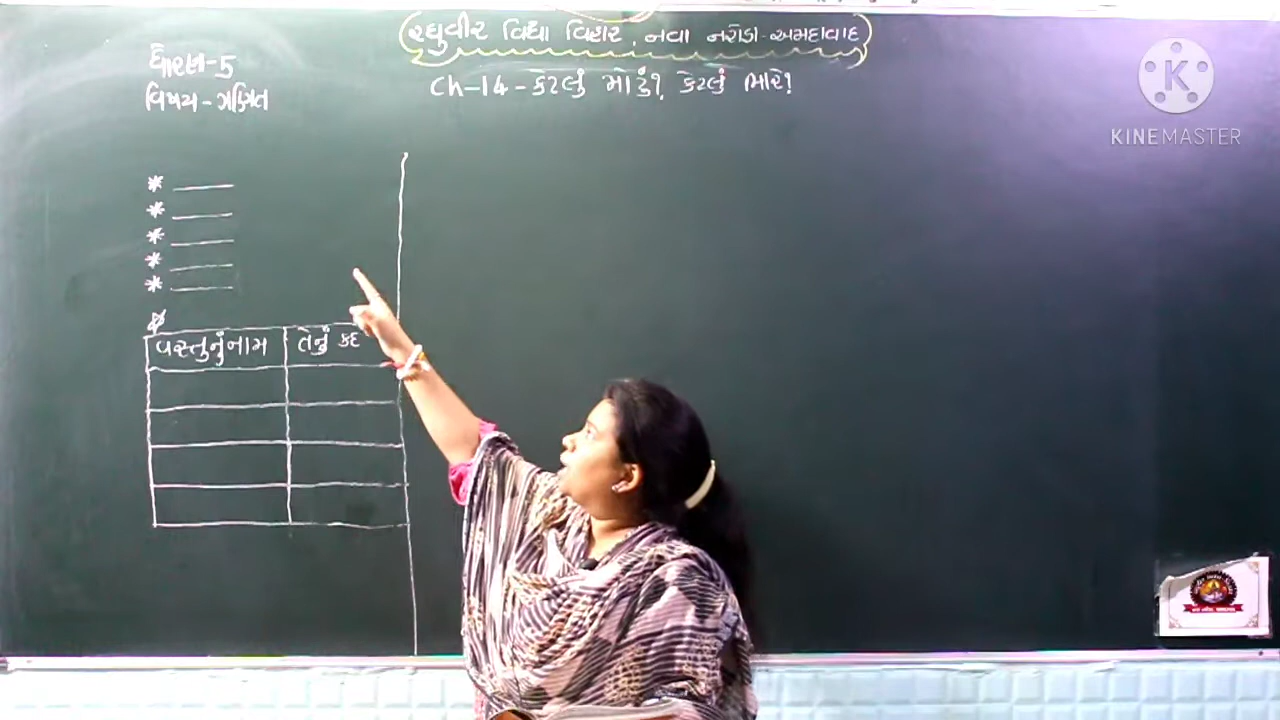 રઘુવીર વિદ્યા વિહાર, નવા નરોડા-અમદાવાદ
ધોરણ-5
Ch-14-કેટલું મોટું?, કેટલું ભારે?
વિષય-ગણિત
KINEMASTER
વસ્તુનું નામ
તેનું કદ